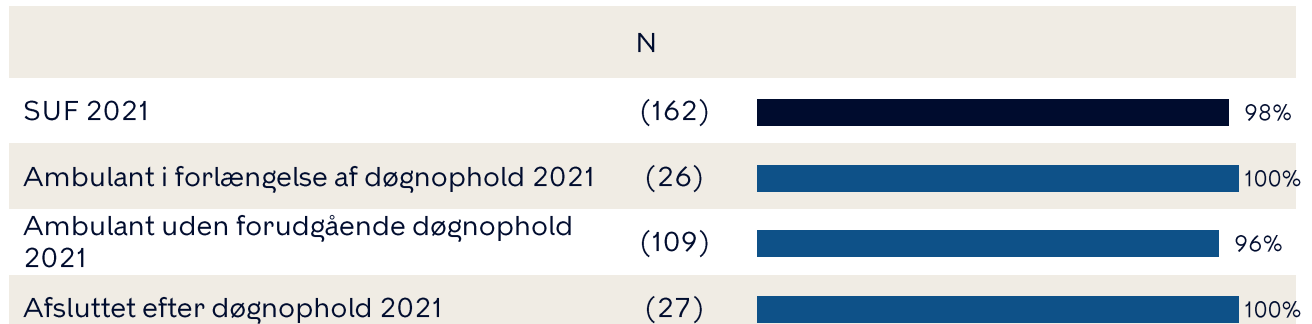 N
SUF 2021 (162) 98%
Ambulant i forlængelse af døgnophold 2021 (26) 100%
Ambulant uden forudgående døgnophold
2021 (109) 96%
Afsluttet efter døgnophold 2021 (27) 100%